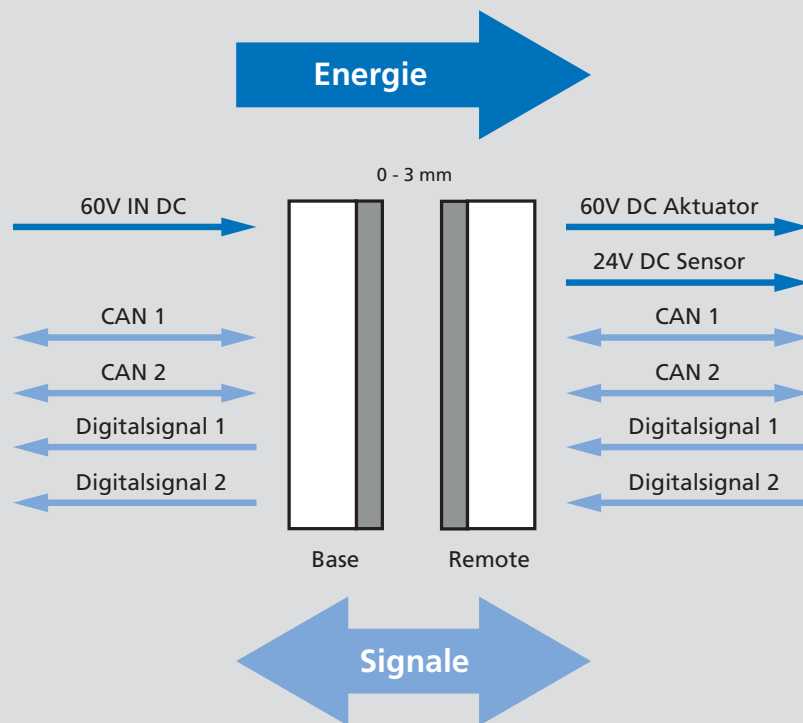 Energie
0 - 3 mm
60V IN DC
60V DC Aktuator
24V DC Sensor
CAN 1
CAN 1
CAN 2
CAN 2
Digitalsignal 1
Digitalsignal 1
Digitalsignal 2
Digitalsignal 2
Base
Remote
Signale